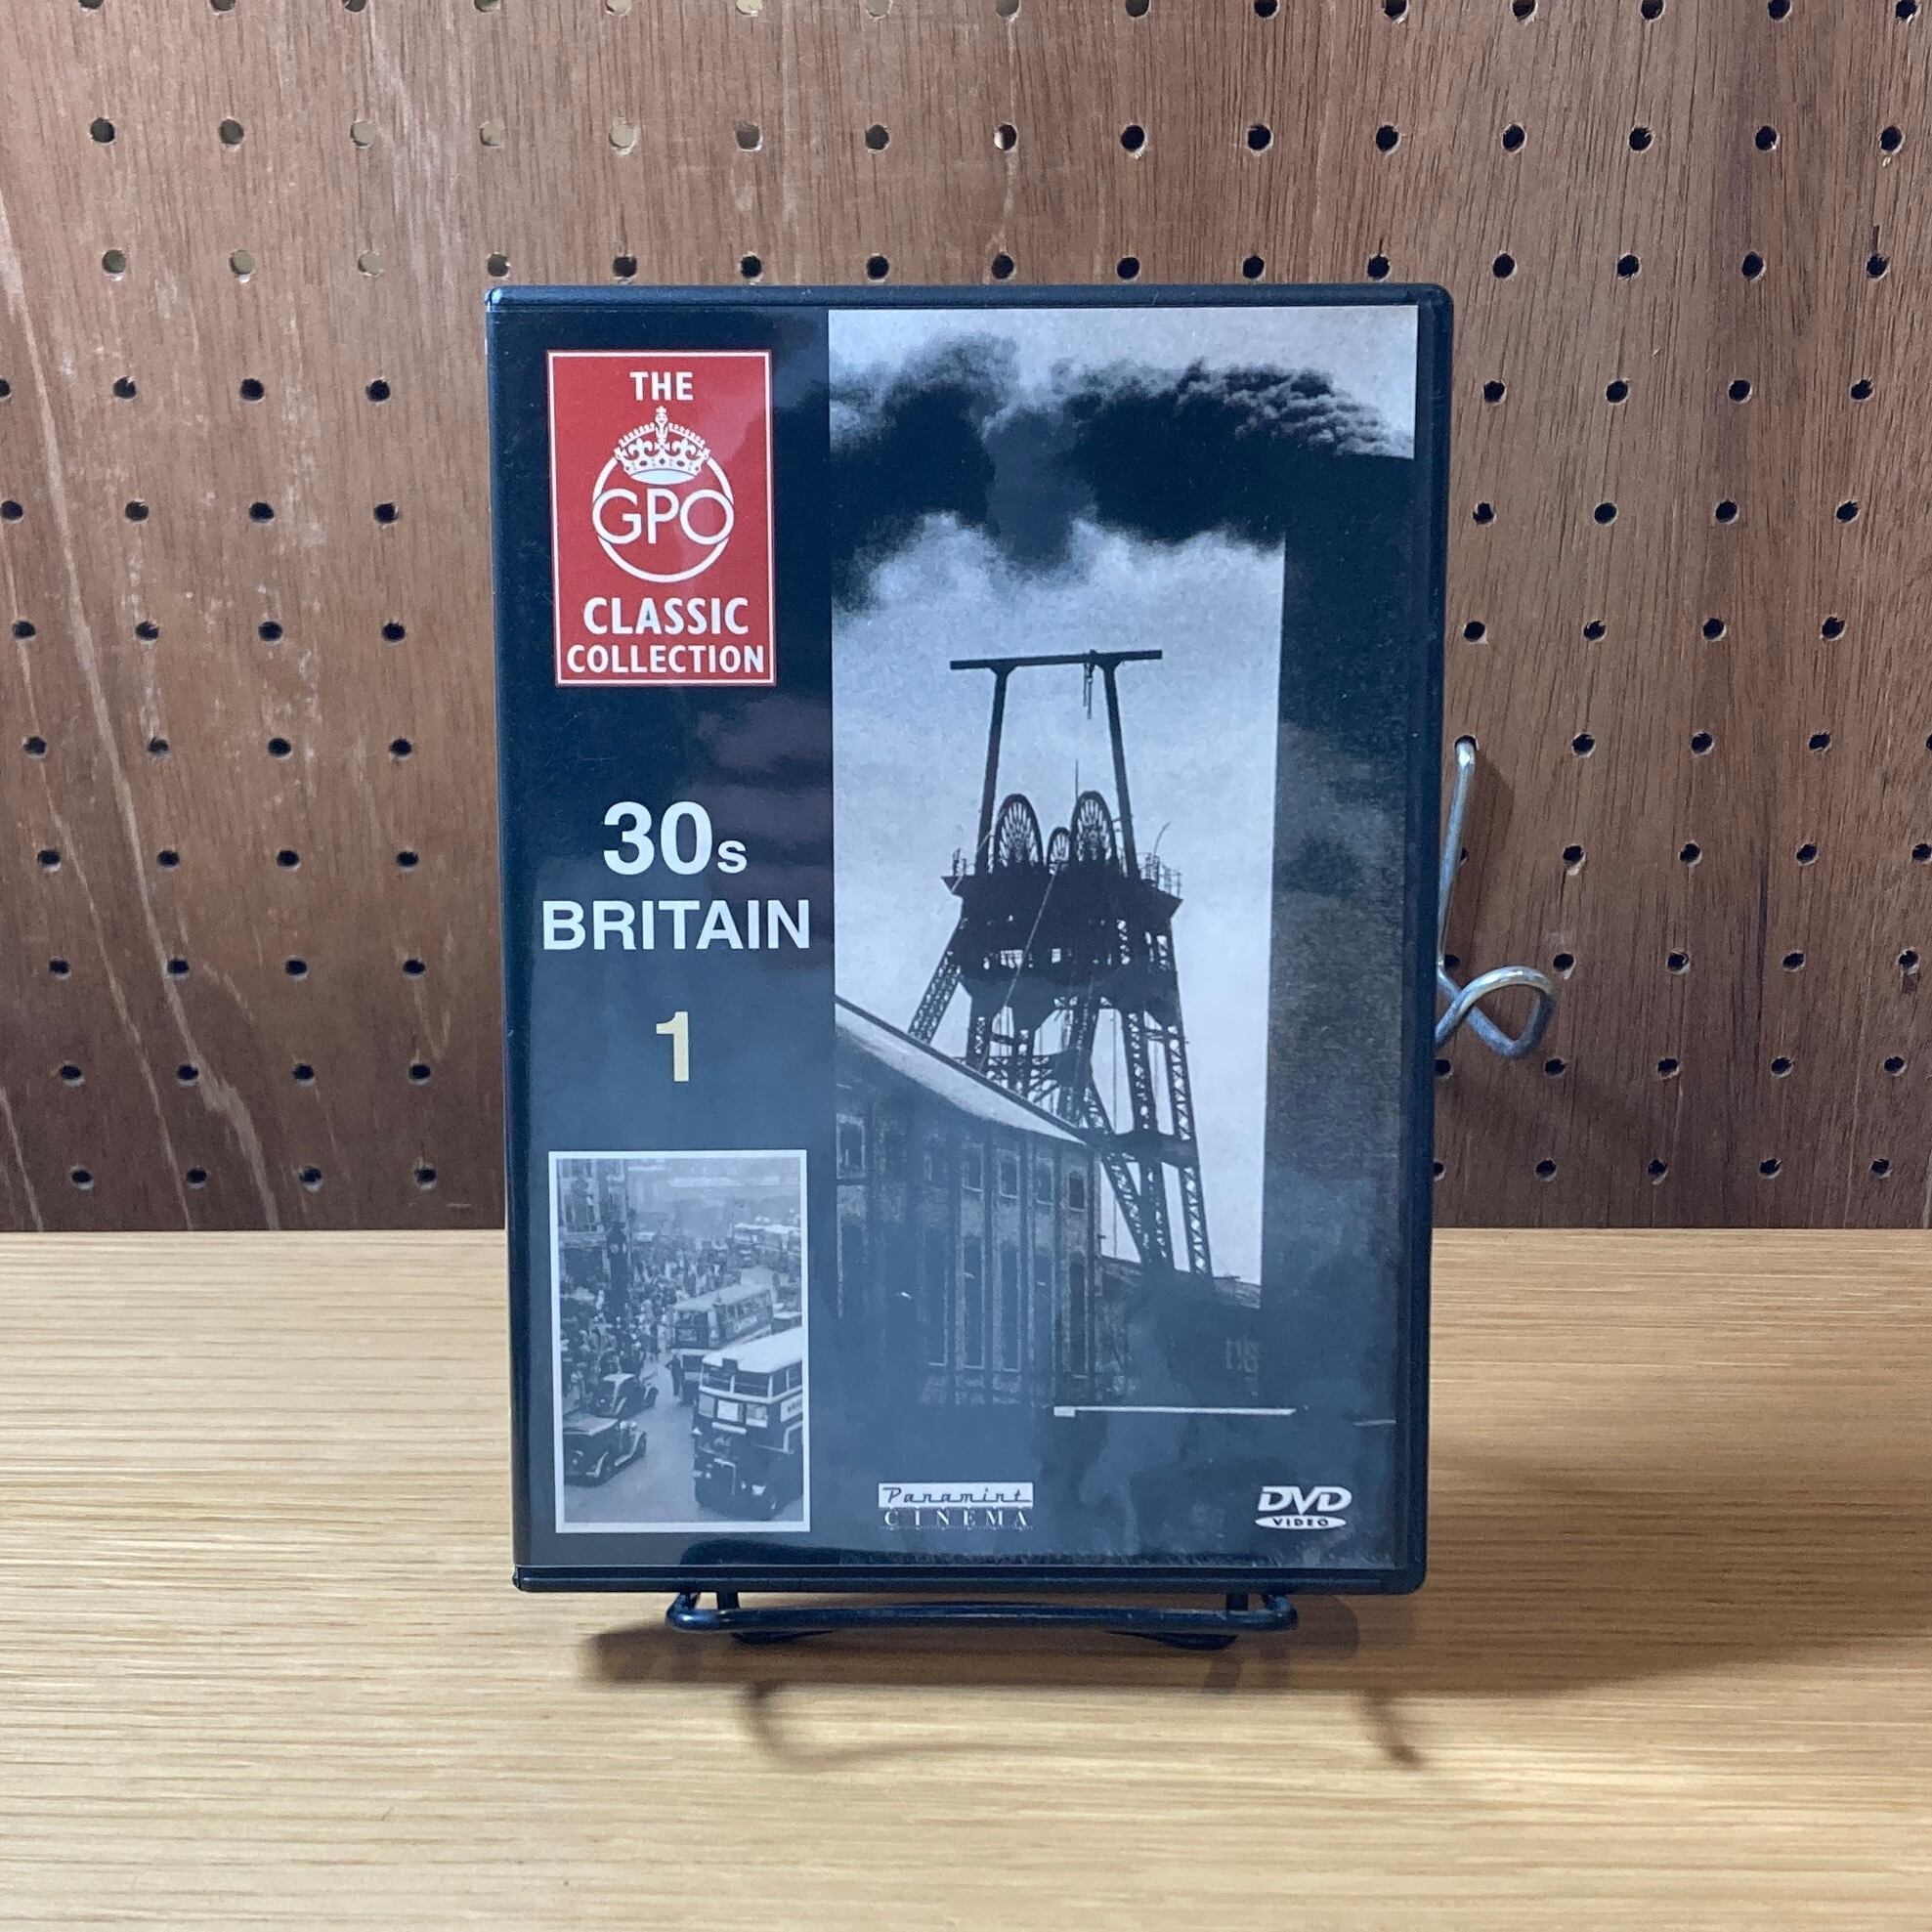 THE
GPO
CLASSIC
COLLECTION
30s
BRITAIN
1
Panamint
CINEMA
DVD
VIDEO